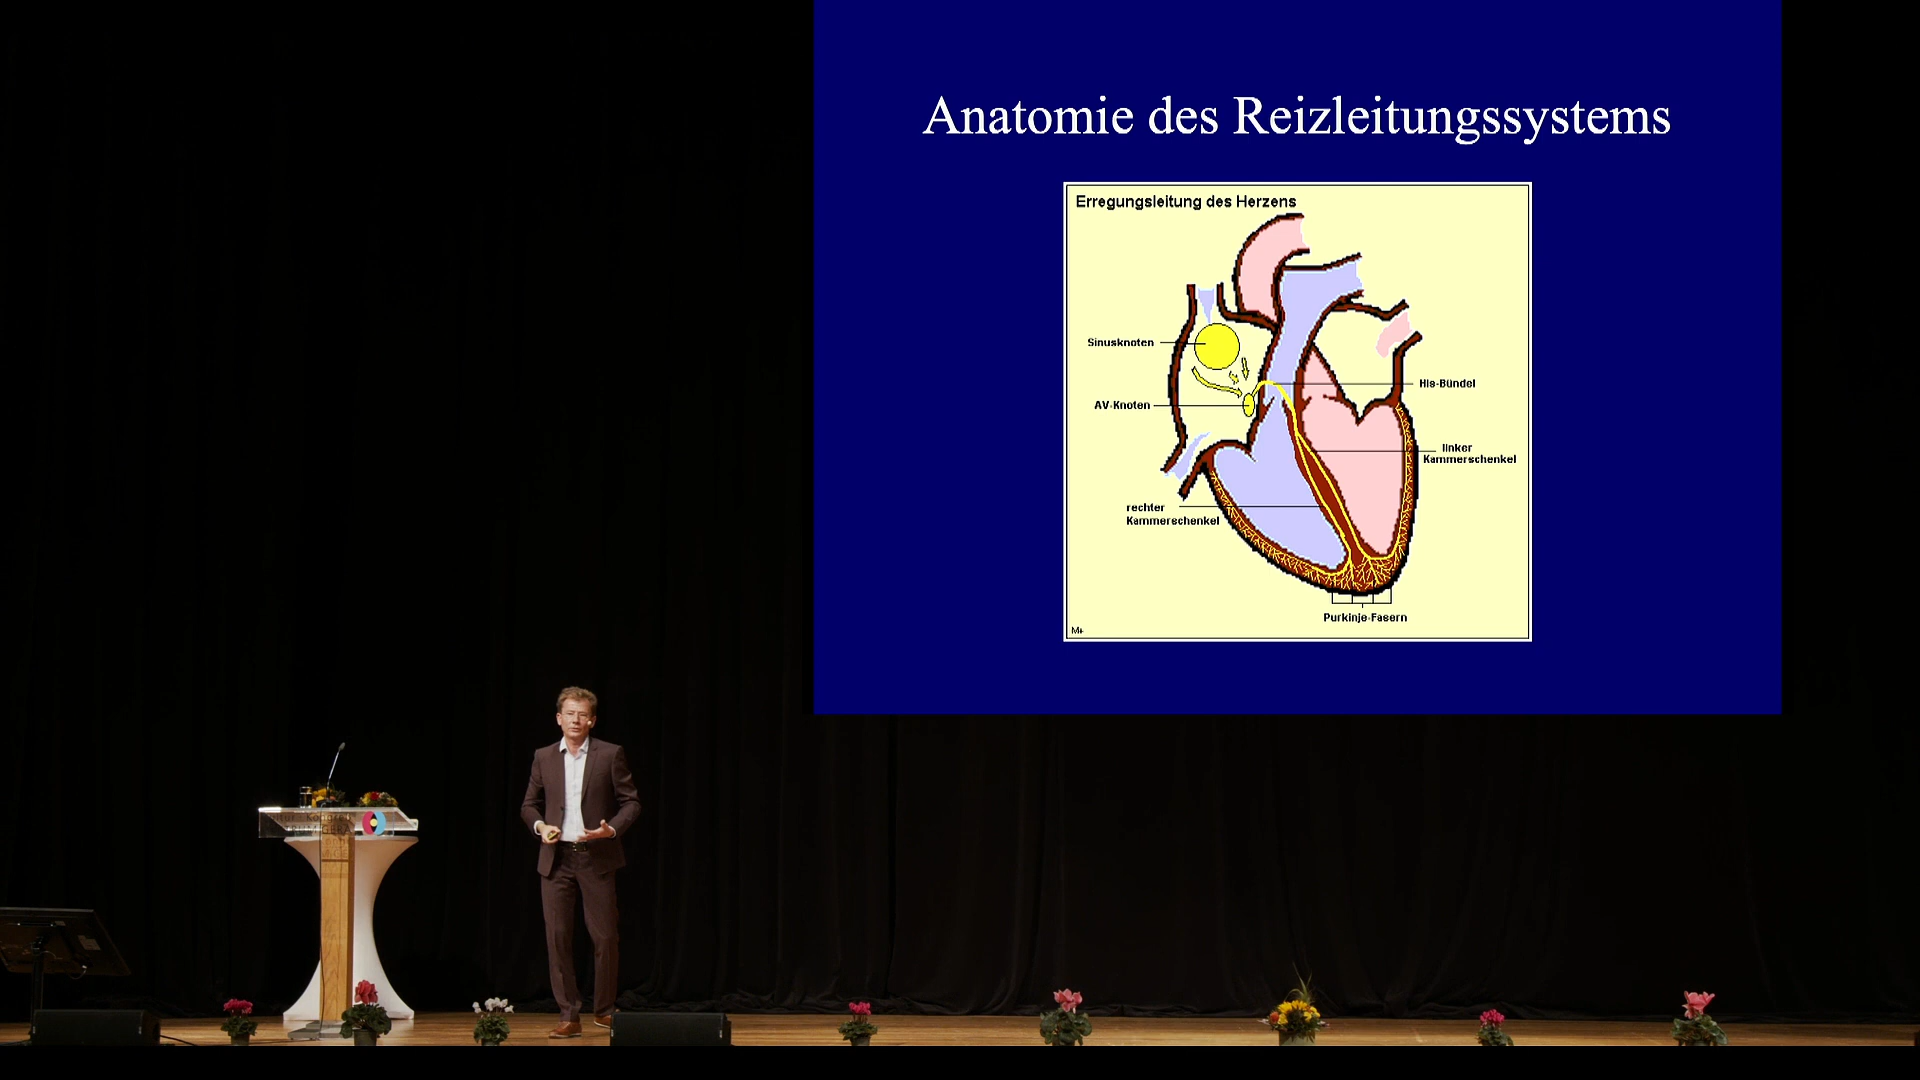 Anatomie des Reizleitungssystems
Erregungsleitung des Herzens
Sinusknoten
His-Bündel
AV-Knoten
linker
Kammerschenkel
rechter
Kammerschenkel
Purkinje-Fasern
M+